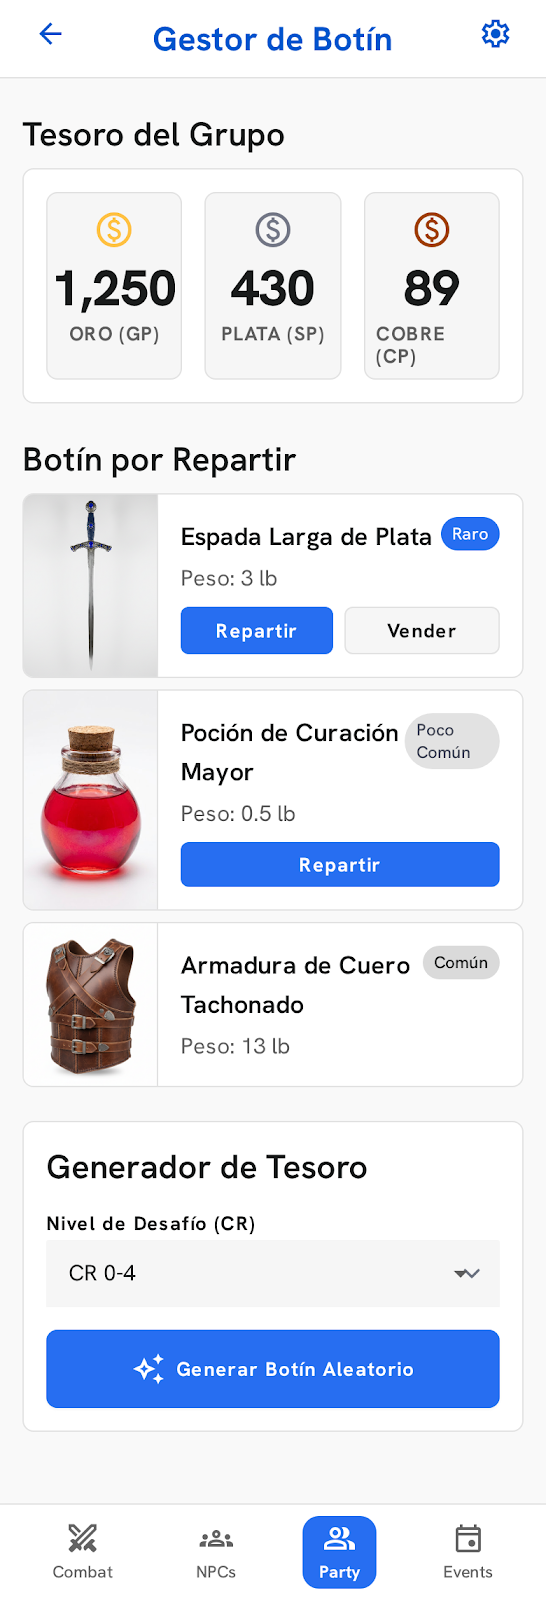 Gestor de Botín
Tesoro del Grupo
1,250
ORO (GP)
430
PLATA (SP)
89
COBRE
(CP)
Botín por Repartir
Espada Larga de Plata
Raro
Peso: 3 lb
Repartir
Vender
Poción de Curación
Mayor
Poco
Común
Peso: 0.5 lb
Repartir
Armadura de Cuero
Tachonado
Común
Peso: 13 lb
Generador de Tesoro
Nivel de Desafío (CR)
CR 0-4
Generar Botín Aleatorio
Combat
NPCs
Party
Events